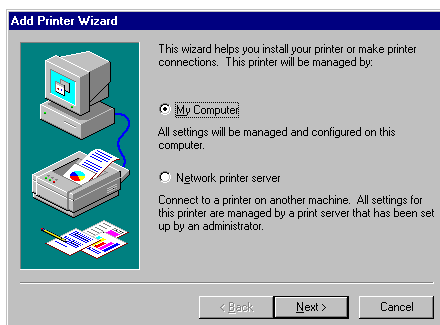 Add Printer Wizard
This wizard helps you install your printer or make printer
connections. This printer will be managed by:
My Computer
All settings will be managed and configured on this
computer.
Network printer server
Connect to a printer on another machine. All settings for
this printer are managed by a print server that has been set
up by an administrator.
< Back
Next >
Cancel